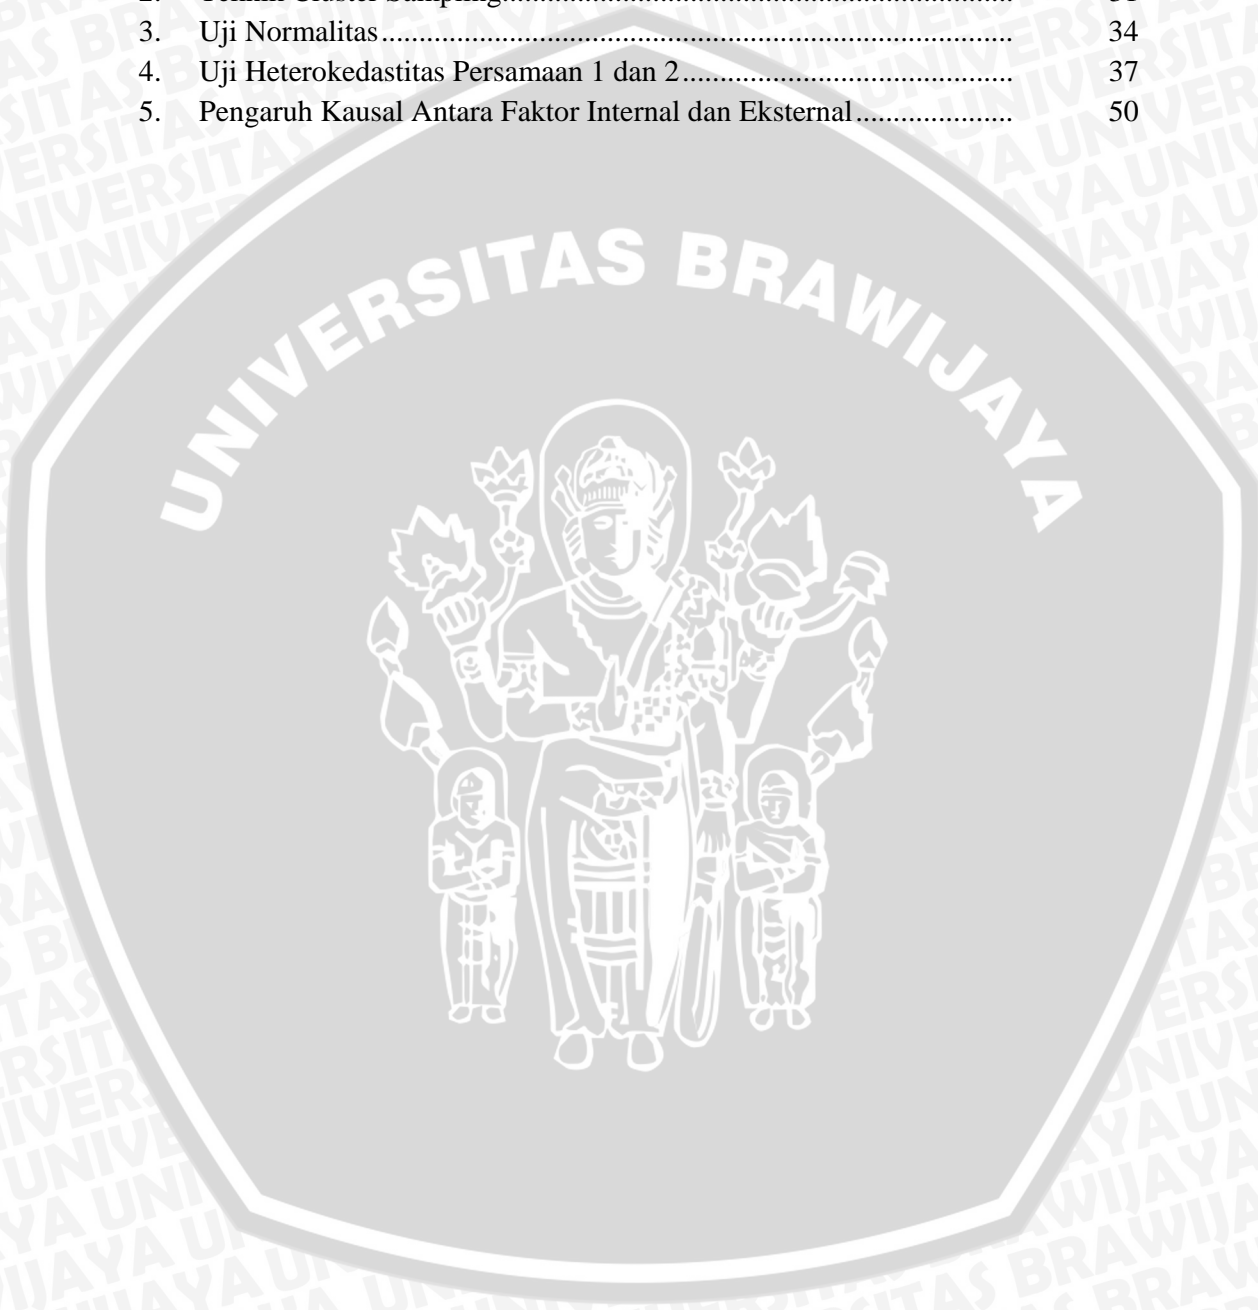 3. Uji Normalitas.................................................................................... 34
4. Uji Heterokedastitas Persamaan 1 dan 2............................................ 37
5. Pengaruh Kausal Antara Faktor Internal dan Eksternal..................... 50
UNIVERSITAS BRAWIJAYA